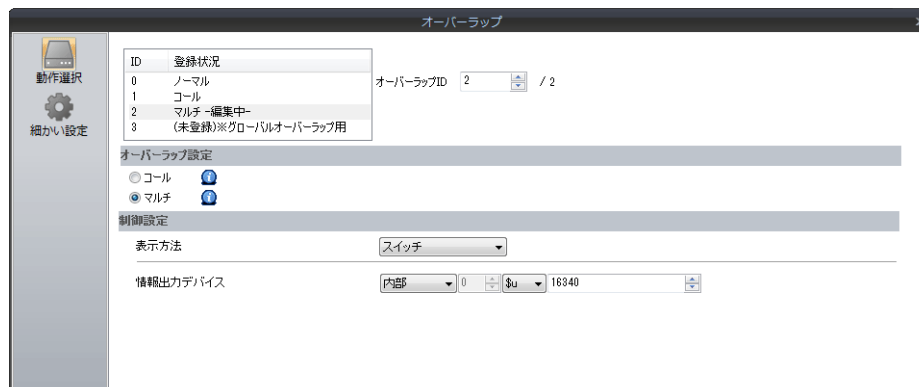 オーバーラップ
動作選択
細かい設定
ID 登録状況
0 ノーマル
1 コール
2 マルチ -編集中-
3 (未登録)※グローバルオーバーラップ用
オーバーラップID 2 / 2
オーバーラップ設定
コール
マルチ
制御設定
表示方法 スイッチ
情報出力デバイス 内部 0 $u 16340